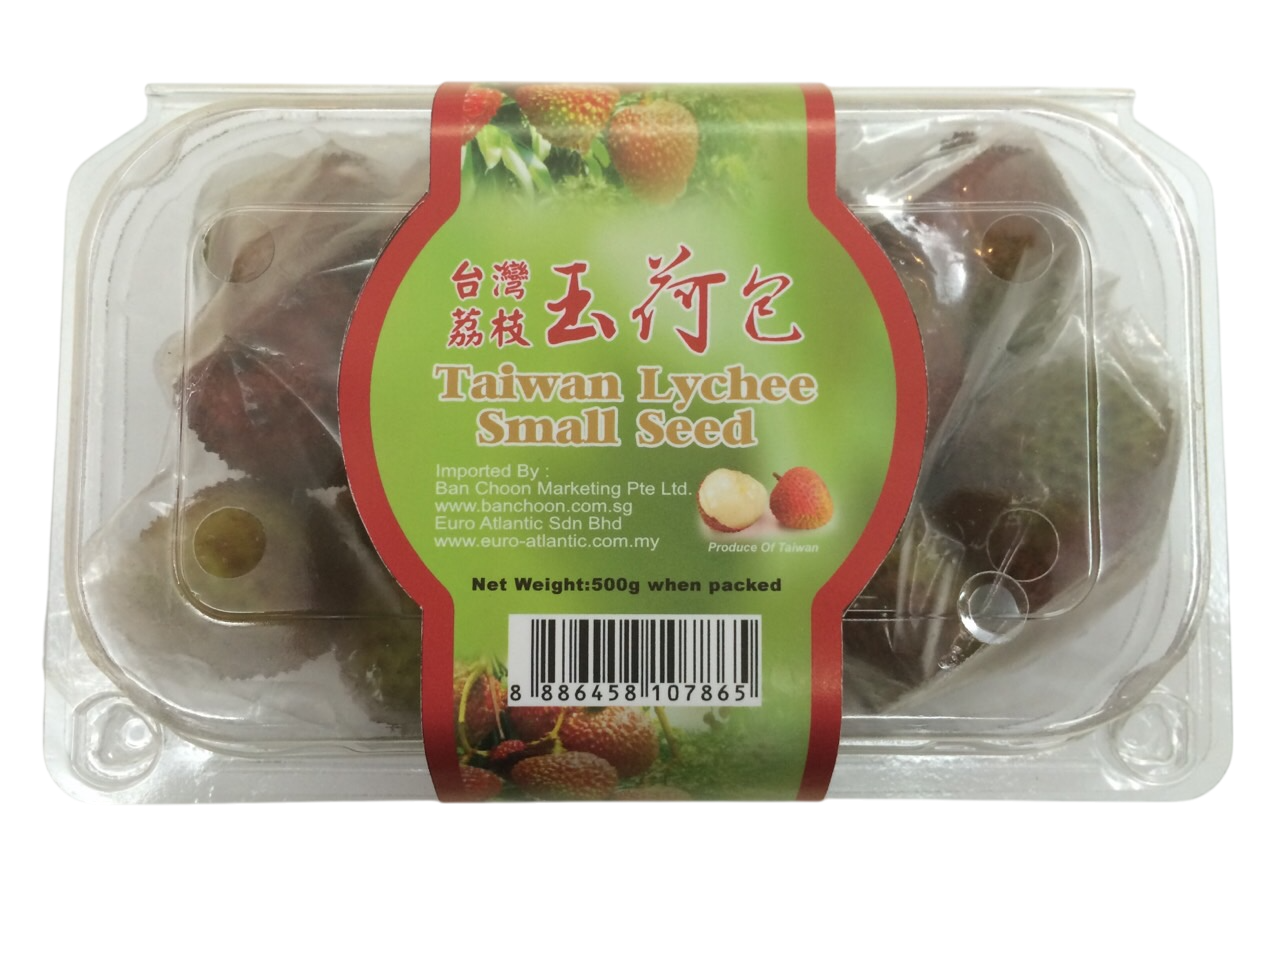 台灣
荔枝
玉荷包
Taiwan Lychee
Small Seed
Imported By :
Ban Choon Marketing Pte Ltd.
www.banchoon.com.sg
Euro Atlantic Sdn Bhd
www.euro-atlantic.com.my
Produce Of Taiwan
Net Weight:500g when packed
8 886458 107865